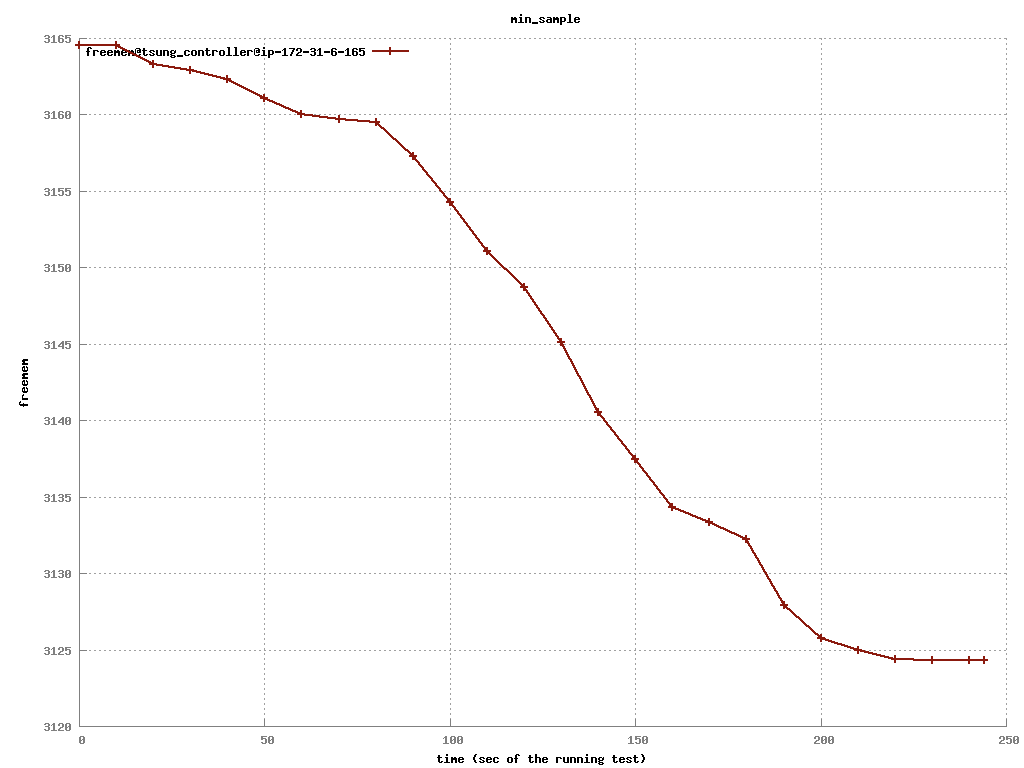 min_sample
3165
freemem@tsung_controller@ip-172-31-6-165
3160
3155
3150
3145
freemem
3140
3135
3130
3125
3120
0 50 100 150 200 250
time (sec of the running test)